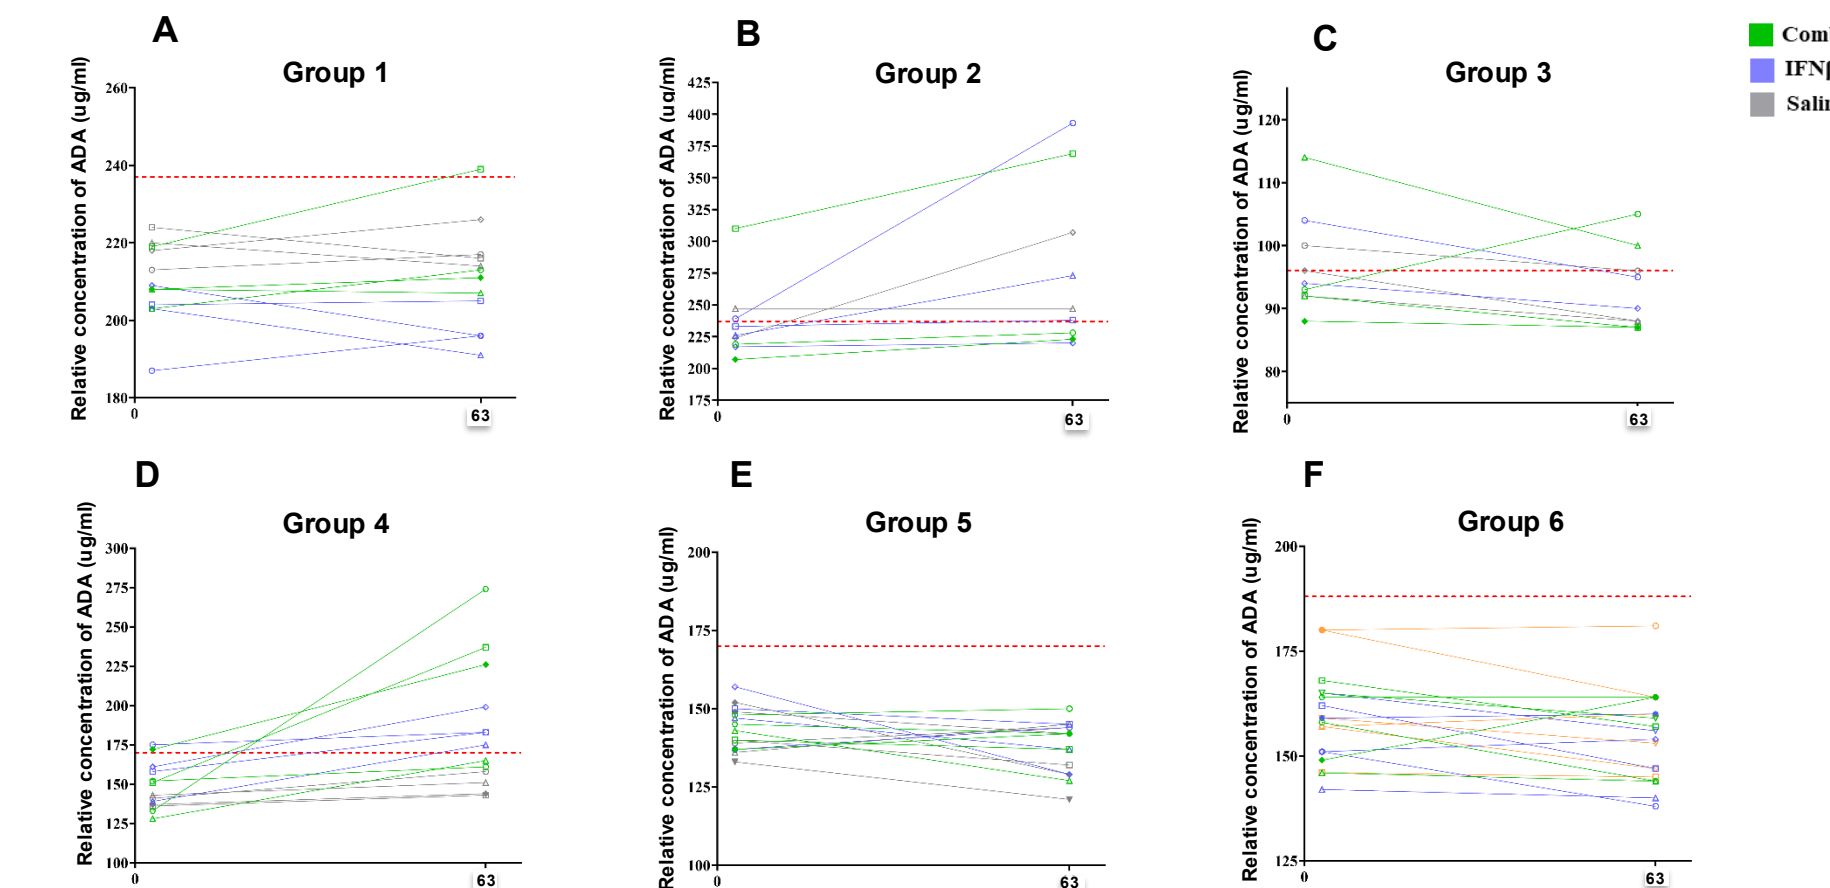 A
B
C
Group 1
Group 2
Group 3
Relative concentration of ADA (ug/ml)
260
240
220
200
180
0
63
Relative concentration of ADA (ug/ml)
425
400
375
350
325
300
275
250
225
200
175
0
63
Relative concentration of ADA (ug/ml)
120
110
100
90
80
0
63
Com
IFNβ
Salin
D
E
F
Group 4
Group 5
Group 6
Relative concentration of ADA (ug/ml)
300
275
250
225
200
175
150
125
100
0
63
Relative concentration of ADA (ug/ml)
200
175
150
125
100
0
63
Relative concentration of ADA (ug/ml)
200
175
150
125
0
63